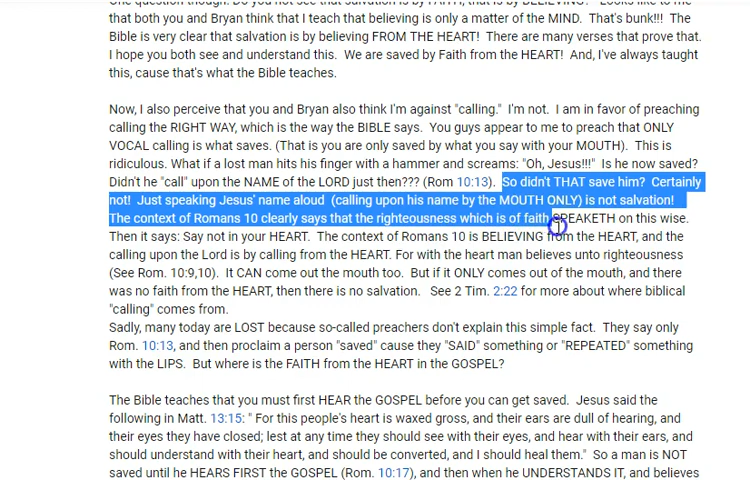 One question though: Do you not see that salvation is by FAITH, that is by BELIEVING? Looks like to me
that both you and Bryan think that I teach that believing is only a matter of the MIND. That's bunk!!! The
Bible is very clear that salvation is by believing FROM THE HEART! There are many verses that prove that.
I hope you both see and understand this. We are saved by Faith from the HEART! And, I've always taught
this, cause that's what the Bible teaches.
Now, I also perceive that you and Bryan also think I'm against "calling." I'm not. I am in favor of preaching
calling the RIGHT WAY, which is the way the BIBLE says. You guys appear to me to preach that ONLY
VOCAL calling is what saves. (That is you are only saved by what you say with your MOUTH). This is
ridiculous. What if a lost man hits his finger with a hammer and screams: "Oh, Jesus!!!" Is he now saved?
Didn't he "call" upon the NAME of the LORD just then??? (Rom 10:13). So didn't THAT save him? Certainly
not! Just speaking Jesus' name aloud (calling upon his name by the MOUTH ONLY) is not salvation!
The context of Romans 10 clearly says that the righteousness which is of faith SPEAKETH on this wise.
Then it says: Say not in your HEART. The context of Romans 10 is BELIEVING from the HEART, and the
calling upon the Lord is by calling from the HEART. For with the heart man believes unto righteousness
(See Rom. 10:9,10). It CAN come out the mouth too. But if it ONLY comes out of the mouth, and there
was no faith from the HEART, then there is no salvation. See 2 Tim. 2:22 for more about where biblical
"calling" comes from.
Sadly, many today are LOST because so-called preachers don't explain this simple fact. They say only
Rom. 10:13, and then proclaim a person "saved" cause they "SAID" something or "REPEATED" something
with the LIPS. But where is the FAITH from the HEART in the GOSPEL?
The Bible teaches that you must first HEAR the GOSPEL before you can get saved. Jesus said the
following in Matt. 13:15: " For this people's heart is waxed gross, and their ears are dull of hearing, and
their eyes they have closed; lest at any time they should see with their eyes, and hear with their ears, and
should understand with their heart, and should be converted, and I should heal them." So a man is NOT
saved until he HEARS FIRST the GOSPEL (Rom. 10:17), and then when he UNDERSTANDS IT, and believes